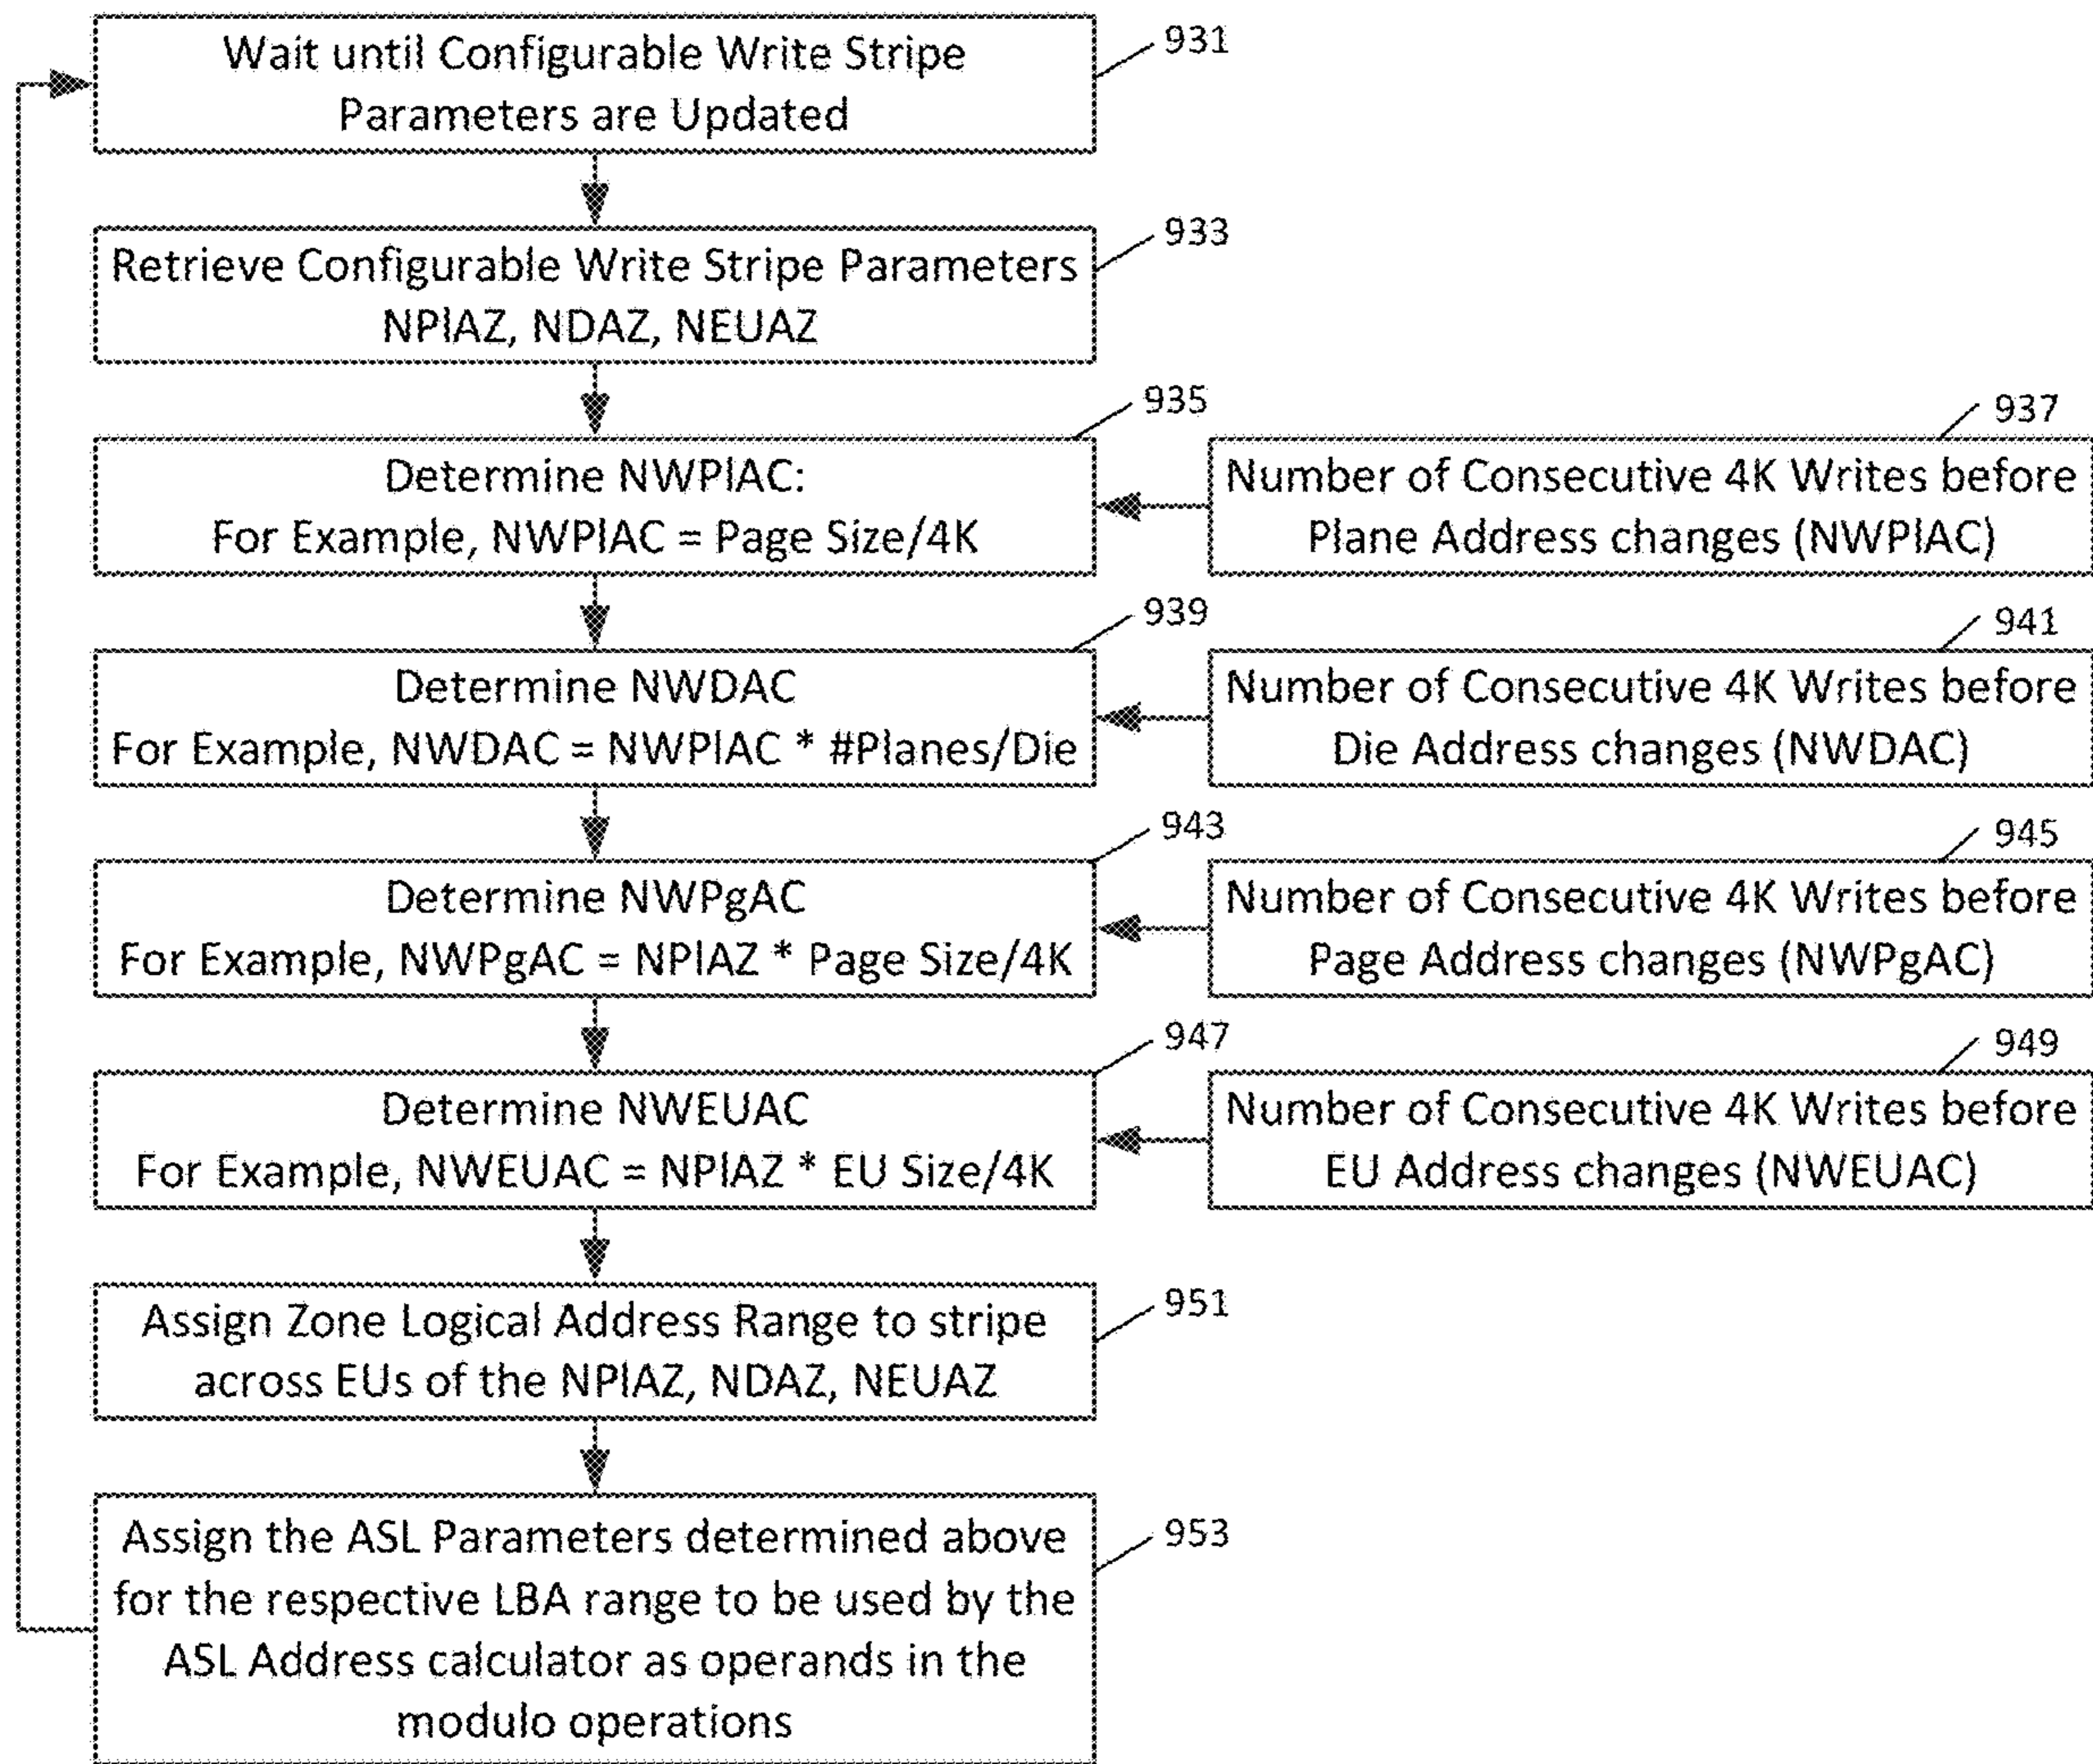 Wait until Configurable Write Stripe
Parameters are Updated
931
Retrieve Configurable Write Stripe Parameters
NPlAZ, NDAZ, NEUAZ
933
Determine NWPlAC:
For Example, NWPlAC = Page Size/4K
935
Number of Consecutive 4K Writes before
Plane Address changes (NWPlAC)
937
Determine NWDAC
For Example, NWDAC = NWPlAC * #Planes/Die
939
Number of Consecutive 4K Writes before
Die Address changes (NWDAC)
941
Determine NWPgAC
For Example, NWPgAC = NPlAZ * Page Size/4K
943
Number of Consecutive 4K Writes before
Page Address changes (NWPgAC)
945
Determine NWEUAC
For Example, NWEUAC = NPlAZ * EU Size/4K
947
Number of Consecutive 4K Writes before
EU Address changes (NWEUAC)
949
Assign Zone Logical Address Range to stripe
across EUs of the NPlAZ, NDAZ, NEUAZ
951
Assign the ASL Parameters determined above
for the respective LBA range to be used by the
ASL Address calculator as operands in the
modulo operations
953